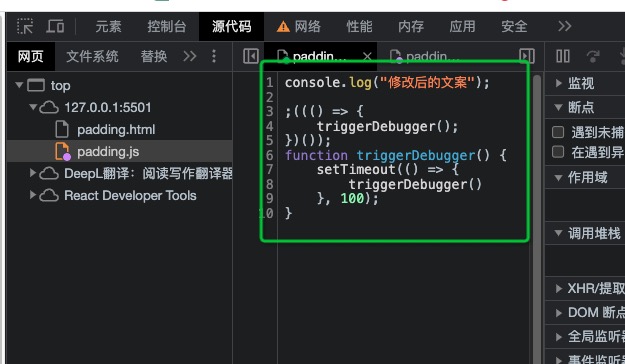 元素 控制台 源代码 网络 性能 内存 应用 安全
网页 文件系统 替换 paddin... paddin...
top
127.0.0.1:5501
padding.html
padding.js
DeepL翻译：阅读写作翻译器
React Developer Tools
1 console.log("修改后的文案");
2
3 ;((() => {
4 triggerDebugger();
5 })());
6 function triggerDebugger() {
7 setTimeout(() => {
8 triggerDebugger()
9 }, 100);
10 }
监视
断点
遇到未捕
在遇到异
作用域
调用堆栈
XHR/提取
DOM 断点
全局监听
事件监听